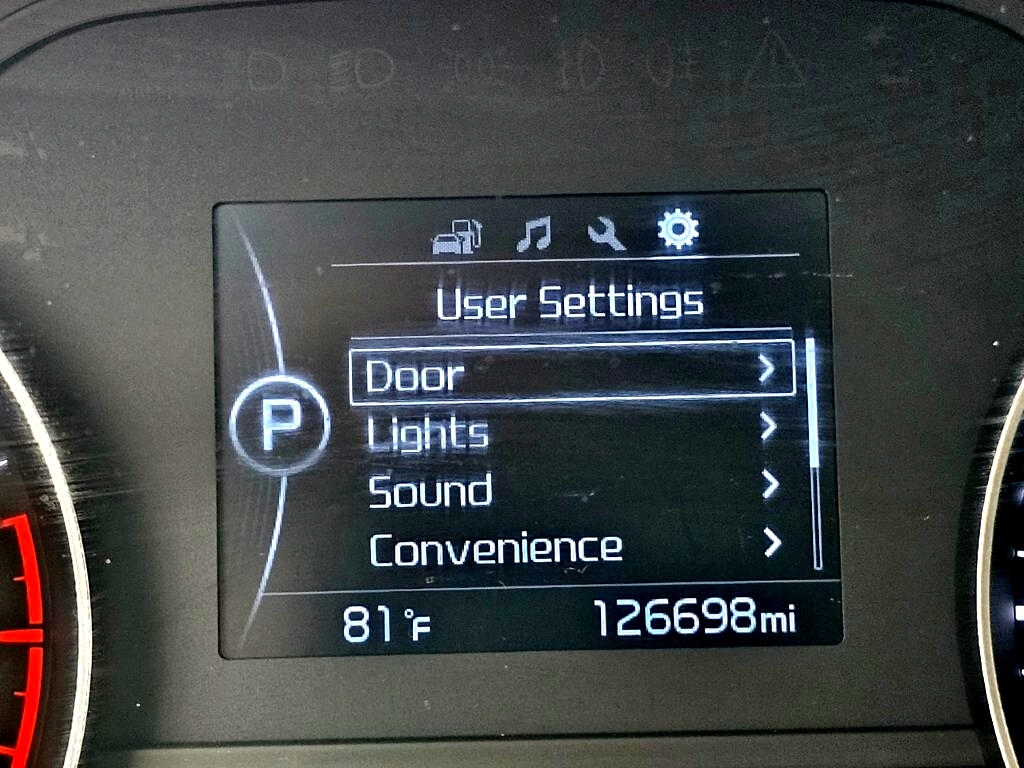 User Settings
Door
Lights
Sound
Convenience
P
81°F
126698mi